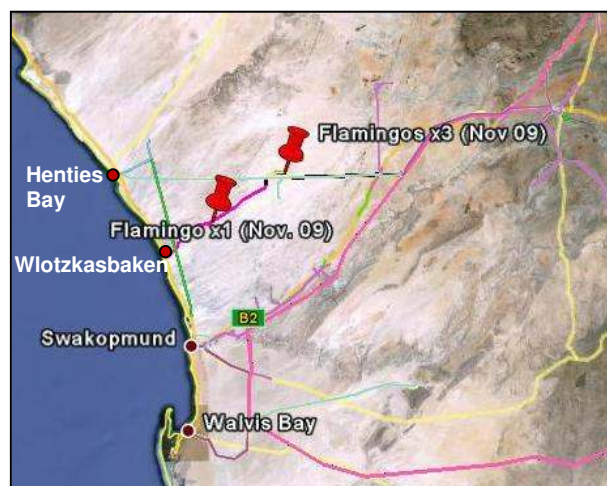 Flamingos x3 (Nov 09)
Henties
Bay
Flamingo x1 (Nov. 09)
Wlotzkasbaken
B2
Swakopmund
Walvis Bay